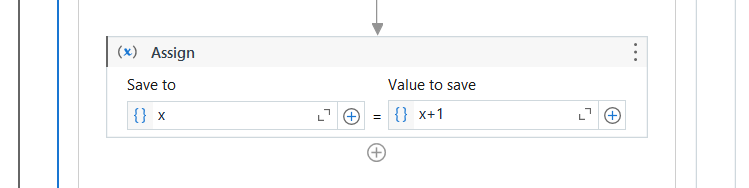 (x) Assign
Save to Value to save
{} x = {} x+1